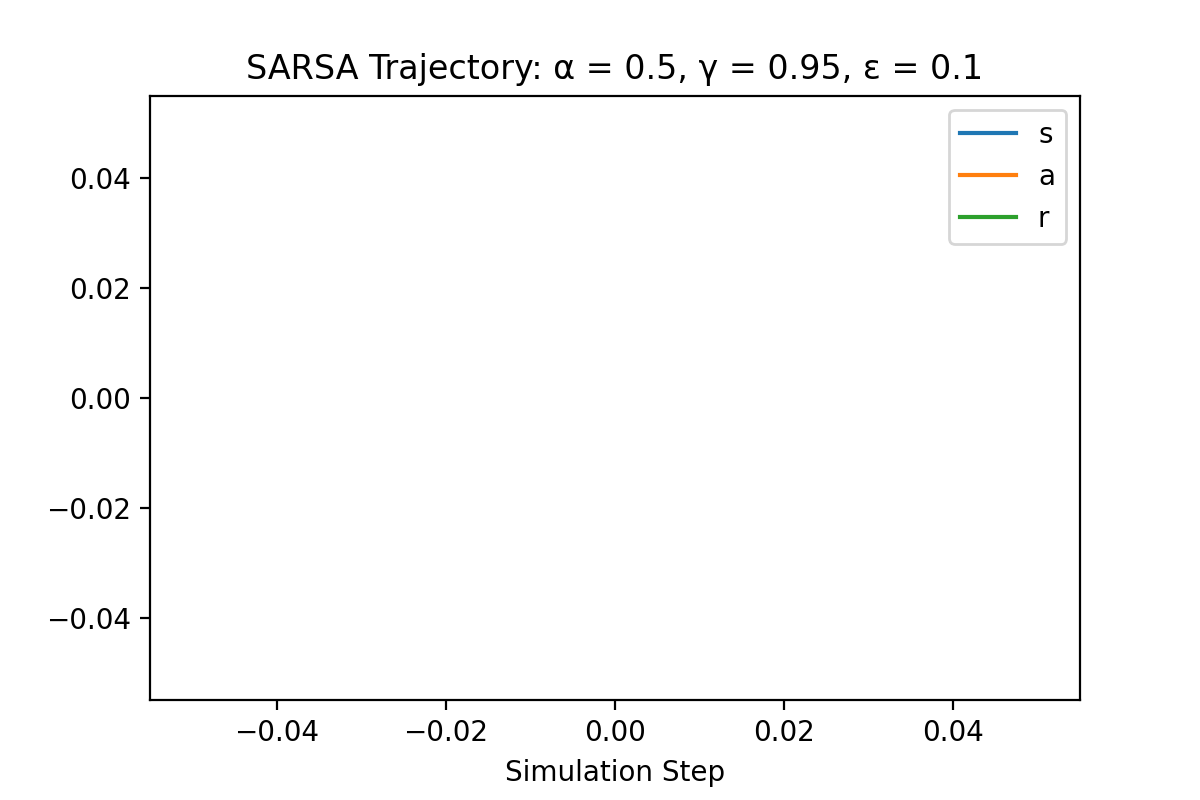 SARSA Trajectory: α = 0.5, γ = 0.95, ε = 0.1
s
a
r
0.04
0.02
0.00
−0.02
−0.04
−0.04 −0.02 0.00 0.02 0.04
Simulation Step